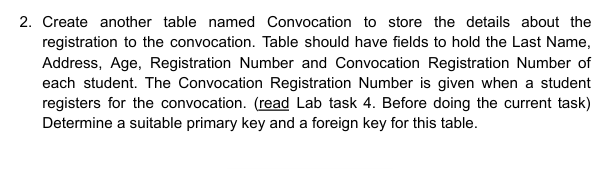 2. Create another table named Convocation to store the details about the
registration to the convocation. Table should have fields to hold the Last Name,
Address, Age, Registration Number and Convocation Registration Number of
each student. The Convocation Registration Number is given when a student
registers for the convocation. (read Lab task 4. Before doing the current task)
Determine a suitable primary key and a foreign key for this table.